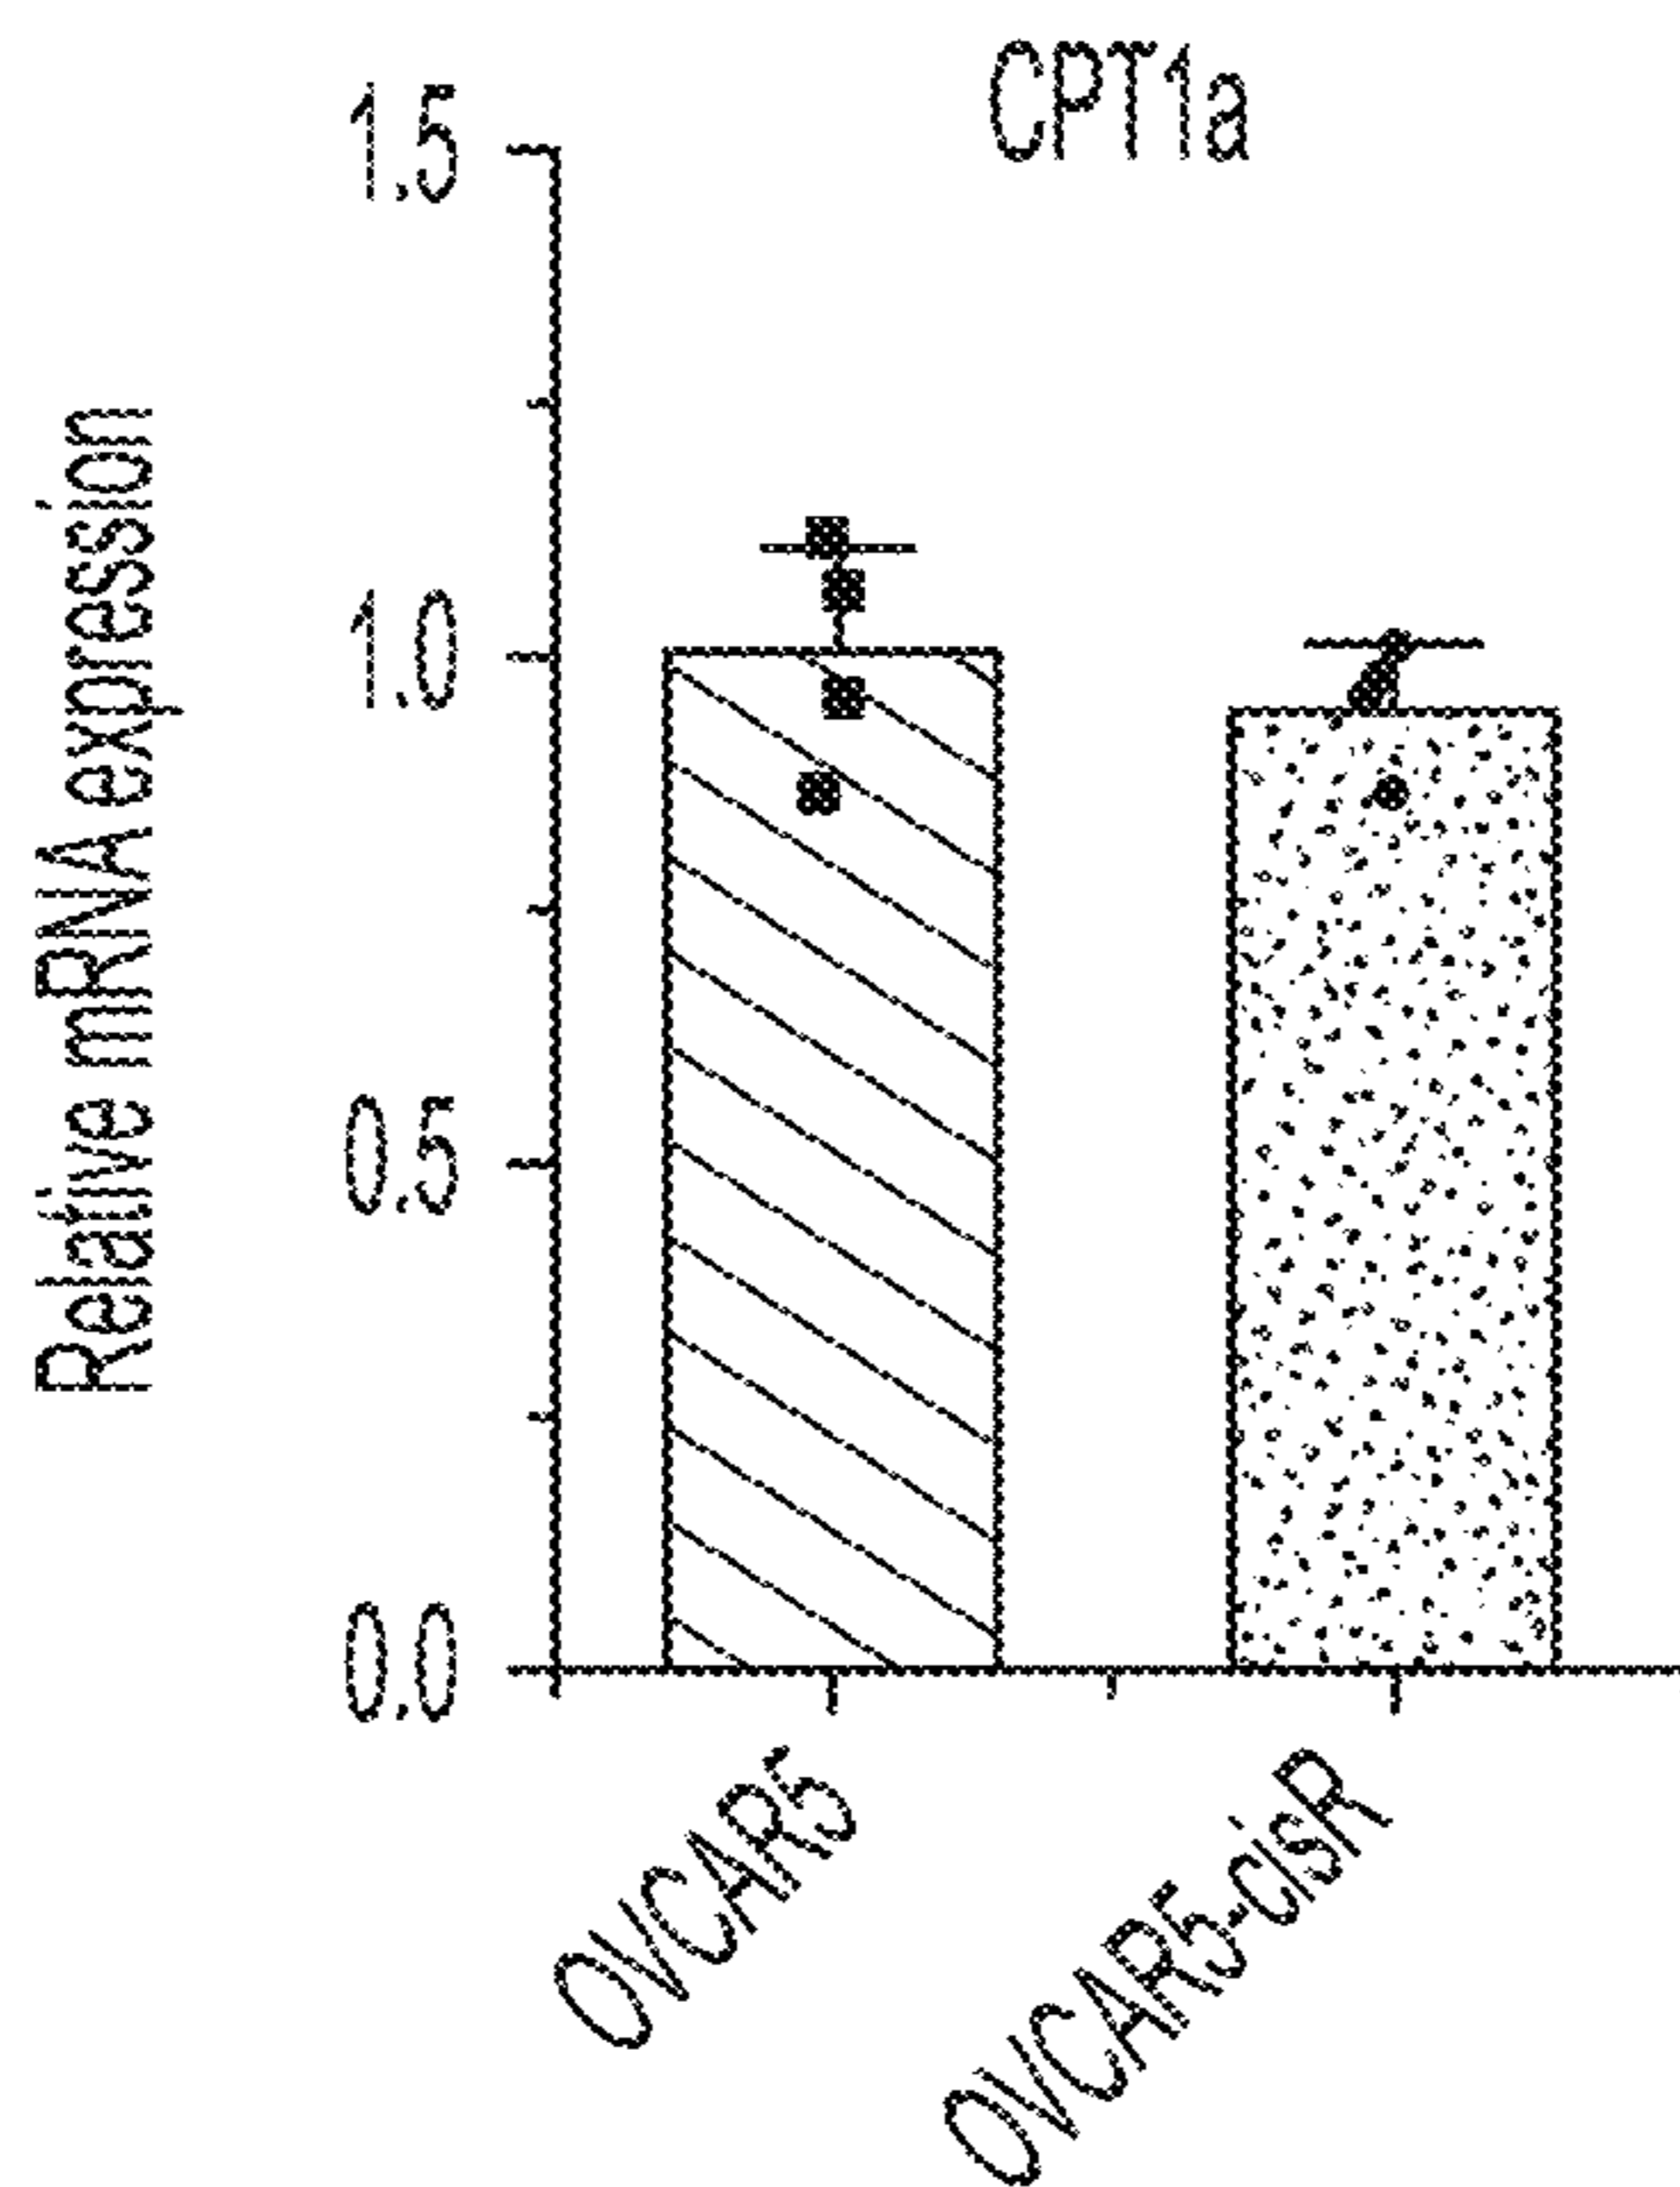 CPT1a
Relative mRNA expression
1.5
1.0
0.5
0.0
OVCAR5
OVCAR5-cisR